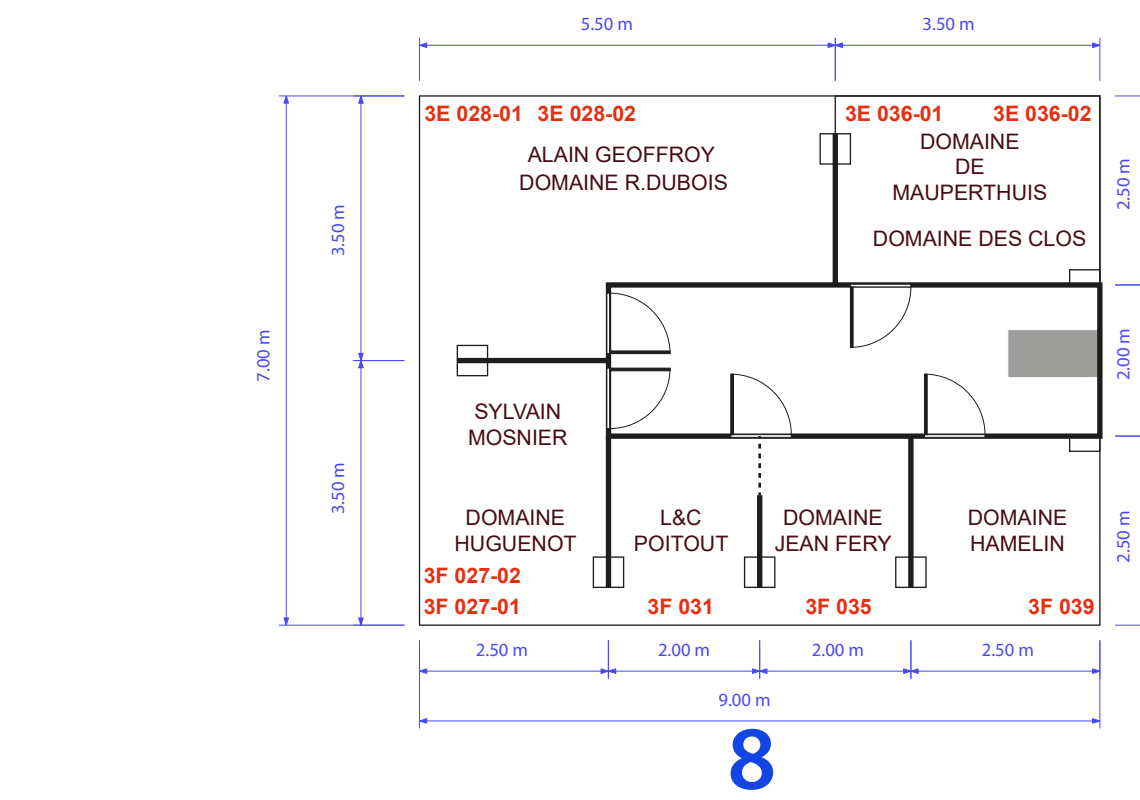 5.50 m
3.50 m
3E 028-01 3E 028-02
3E 036-01 3E 036-02
ALAIN GEOFFROY
DOMAINE R.DUBOIS
DOMAINE
DE
MAUPERTHUIS
DOMAINE DES CLOS
2.50 m
3.50 m
7.00 m
2.00 m
SYLVAIN
MOSNIER
3.50 m
2.50 m
DOMAINE
HUGUENOT
L&C
POITOUT
DOMAINE
JEAN FERY
DOMAINE
HAMELIN
3F 027-02
3F 027-01
3F 031
3F 035
3F 039
2.50 m
2.00 m
2.00 m
2.50 m
9.00 m
8